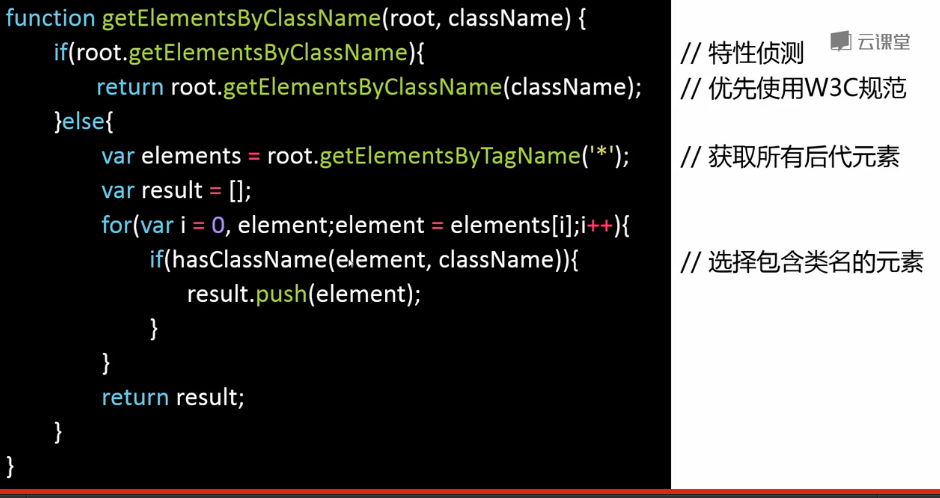 function getElementsByClassName(root, className) {
if(root.getElementsByClassName){ // 特性侦测
云课堂
return root.getElementsByClassName(className); // 优先使用W3C规范
}else{
var elements = root.getElementsByTagName('*'); // 获取所有后代元素
var result = [];
for(var i = 0, element;element = elements[i];i++){
if(hasClassName(element, className)){ // 选择包含类名的元素
result.push(element);
}
}
return result;
}
}